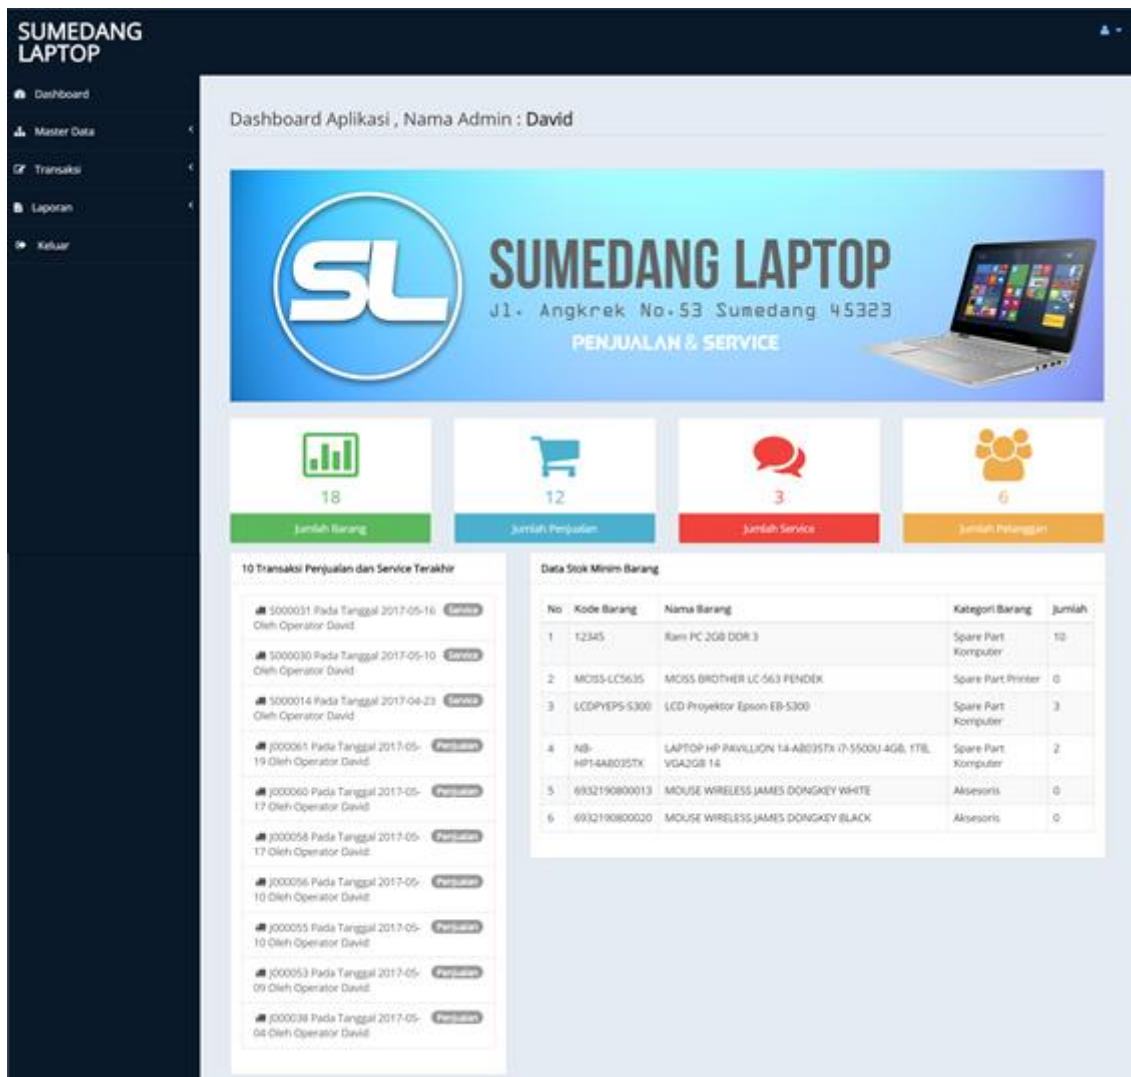 SUMEDANG
LAPTOP
Dashboard
Master Data
Transaksi
Laporan
Keluar
Dashboard Aplikasi , Nama Admin : David
SL
SUMEDANG LAPTOP
Jl. Angkrek No.53 Sumedang 45323
PENJUALAN & SERVICE
18
Jumlah Barang
12
Jumlah Penjualan
3
Jumlah Service
6
Jumlah Pelanggan
10 Transaksi Penjualan dan Service Terakhir
S000031 Pada Tanggal 2017-05-16 Service
Oleh Operator David
S000030 Pada Tanggal 2017-05-10 Service
Oleh Operator David
S000014 Pada Tanggal 2017-04-23 Service
Oleh Operator David
J000061 Pada Tanggal 2017-05- Penjualan
19 Oleh Operator David
J000060 Pada Tanggal 2017-05- Penjualan
17 Oleh Operator David
J000058 Pada Tanggal 2017-05- Penjualan
17 Oleh Operator David
J000056 Pada Tanggal 2017-05- Penjualan
10 Oleh Operator David
J000055 Pada Tanggal 2017-05- Penjualan
10 Oleh Operator David
J000053 Pada Tanggal 2017-05- Penjualan
09 Oleh Operator David
J000038 Pada Tanggal 2017-05- Penjualan
04 Oleh Operator David
Data Stok Minim Barang
No Kode Barang Nama Barang Kategori Barang Jumlah
1 12345 Ram PC 2GB DDR 3 Spare Part 10
Komputer
2 MOISS-LC563S MOISS BROTHER LC-563 PENDEK Spare Part Printer 0
3 LCDPYEPS-S300 LCD Proyektor Epson EB-S300 Spare Part 3
Komputer
4 NB- LAPTOP HP PAVILLION 14-AB035TX i7-5500U 4GB, 1TB, Spare Part 2
HP14AB035TX VGA2GB 14 Komputer
5 6932190800013 MOUSE WIRELESS JAMES DONGKEY WHITE Aksesoris 0
6 6932190800020 MOUSE WIRELESS JAMES DONGKEY BLACK Aksesoris 0